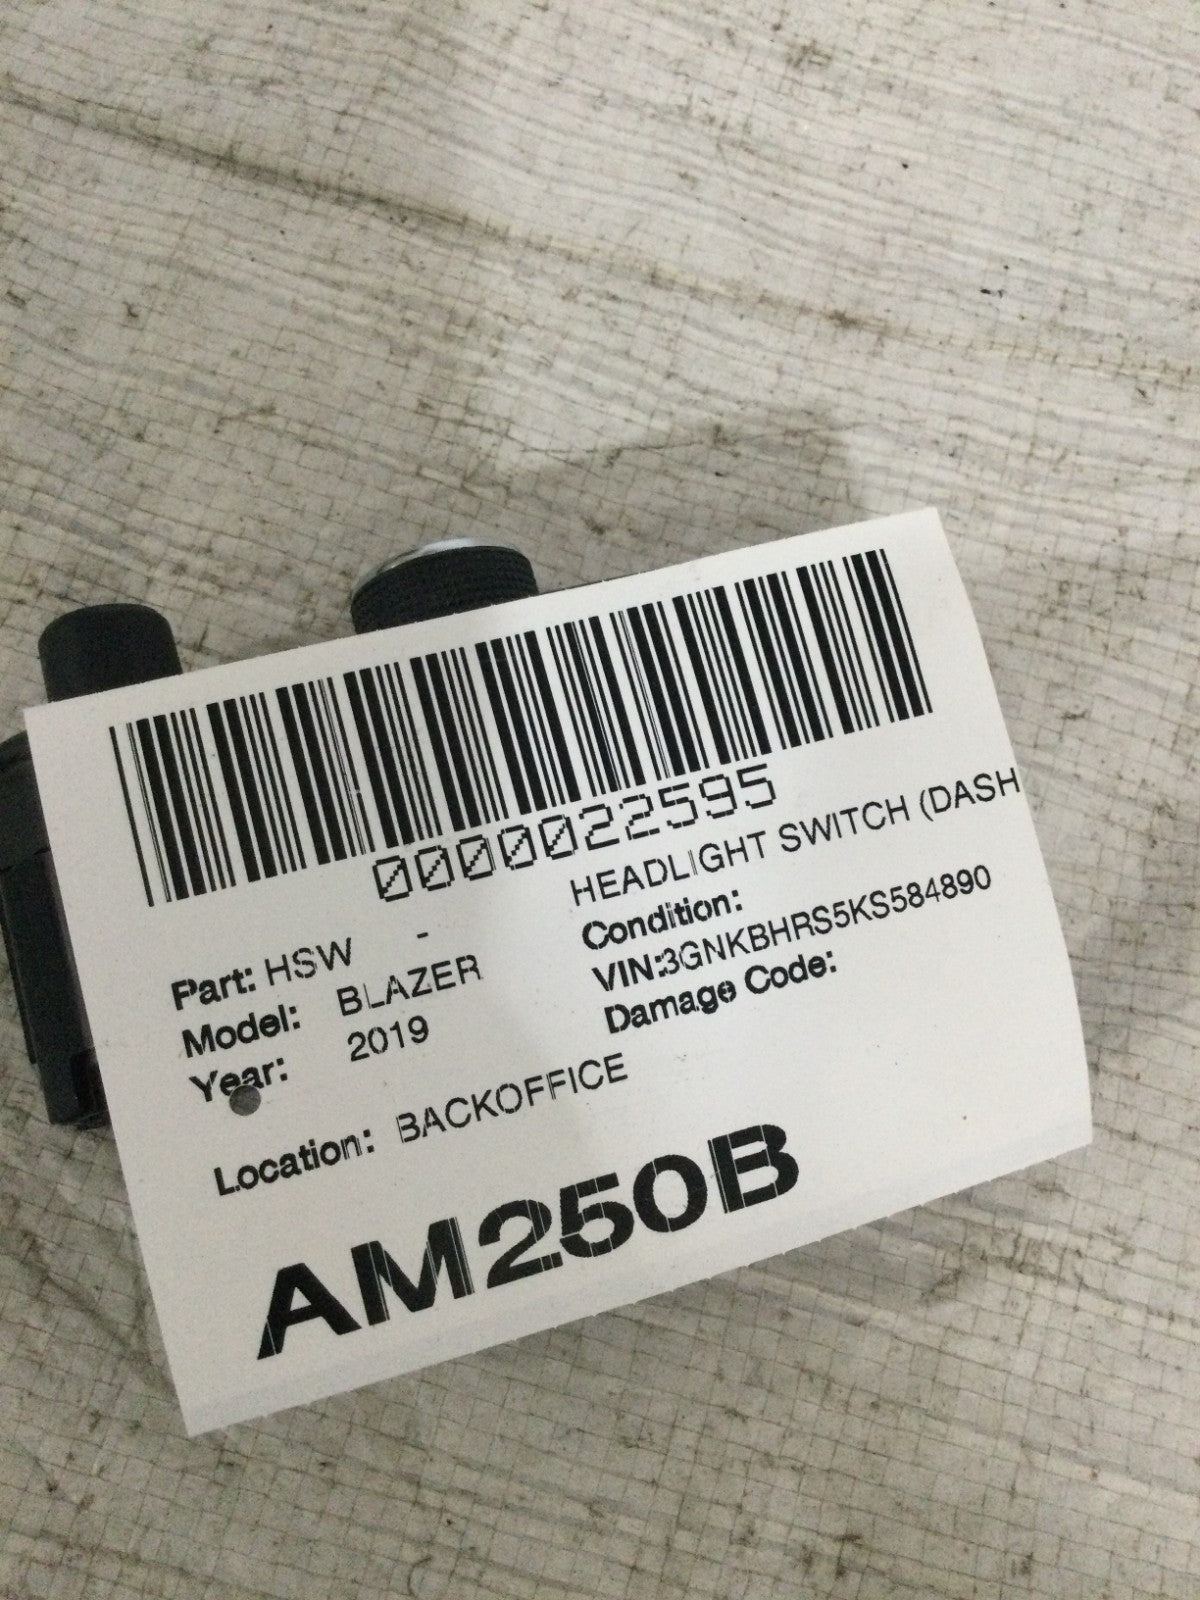 0000022595
Part: HSW - HEADLIGHT SWITCH (DASH
Model: BLAZER Condition:
Year: 2019 VIN:3GNKBHRS5KS584890
Damage Code:
Location: BACKOFFICE
AM250B